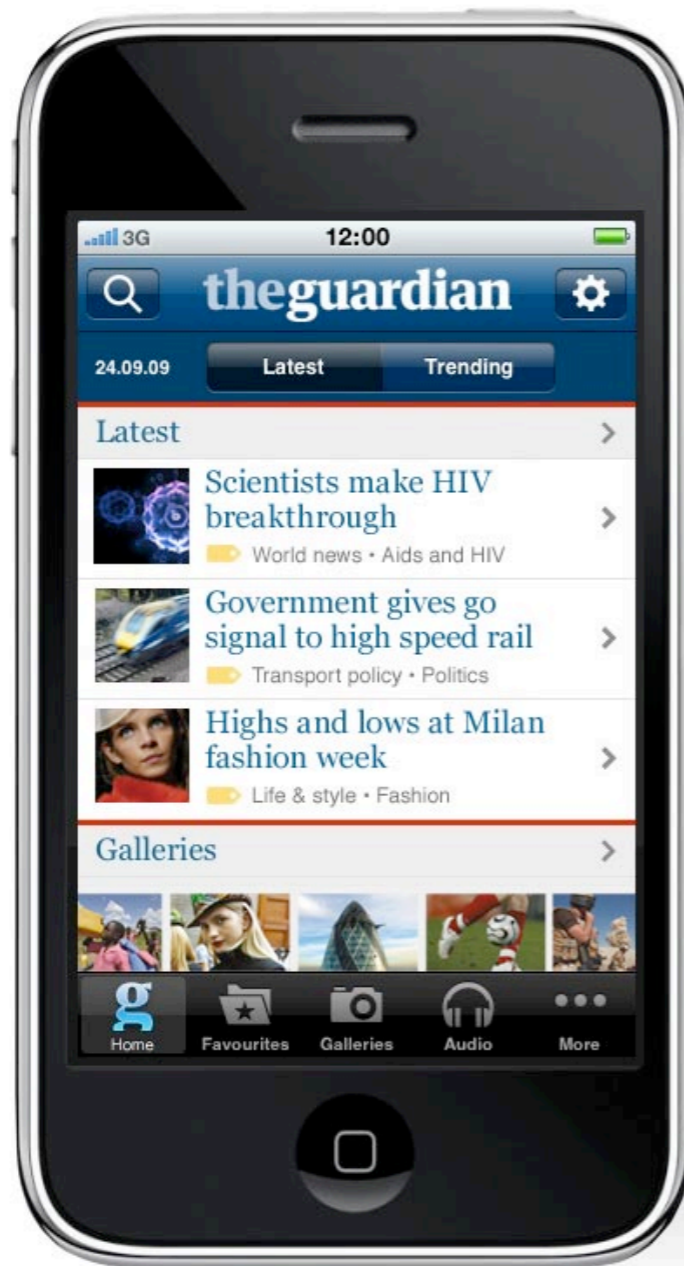 3G 12:00
theguardian
24.09.09 Latest Trending
Latest
Scientists make HIV
breakthrough
World news • Aids and HIV
Government gives go
signal to high speed rail
Transport policy • Politics
Highs and lows at Milan
fashion week
Life & style • Fashion
Galleries
g
Home Favourites Galleries Audio More